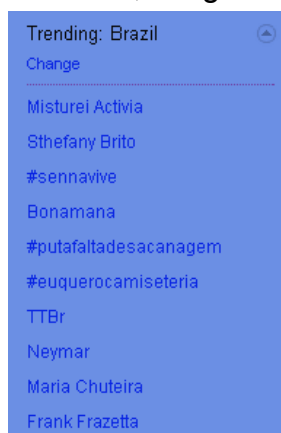 Trending: Brazil
Change
Misturei Activia
Sthefany Brito
#sennavive
Bonamana
#putafaltadesacanagem
#euquerocamiseteria
TTBr
Neymar
Maria Chuteira
Frank Frazetta